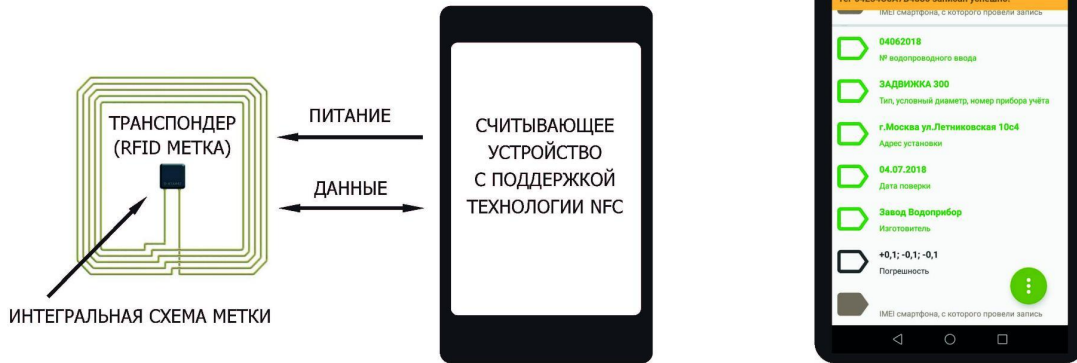 ТРАНСПОНДЕР
(RFID МЕТКА)
ИНТЕГРАЛЬНАЯ СХЕМА МЕТКИ
ПИТАНИЕ
ДАННЫЕ
СЧИТЫВАЮЩЕЕ
УСТРОЙСТВО
С ПОДДЕРЖКОЙ
ТЕХНОЛОГИИ NFC
записан успешно!
IMEI смартфона, с которого провели запись
04062018
№ водопроводного ввода
ЗАДВИЖКА 300
Тип, условный диаметр, номер прибора учёта
г.Москва ул.Летниковская 10с4
Адрес установки
04.07.2018
Дата поверки
Завод Водоприбор
Изготовитель
+0,1; -0,1; -0,1
Погрешность
IMEI смартфона, с которого провели запись